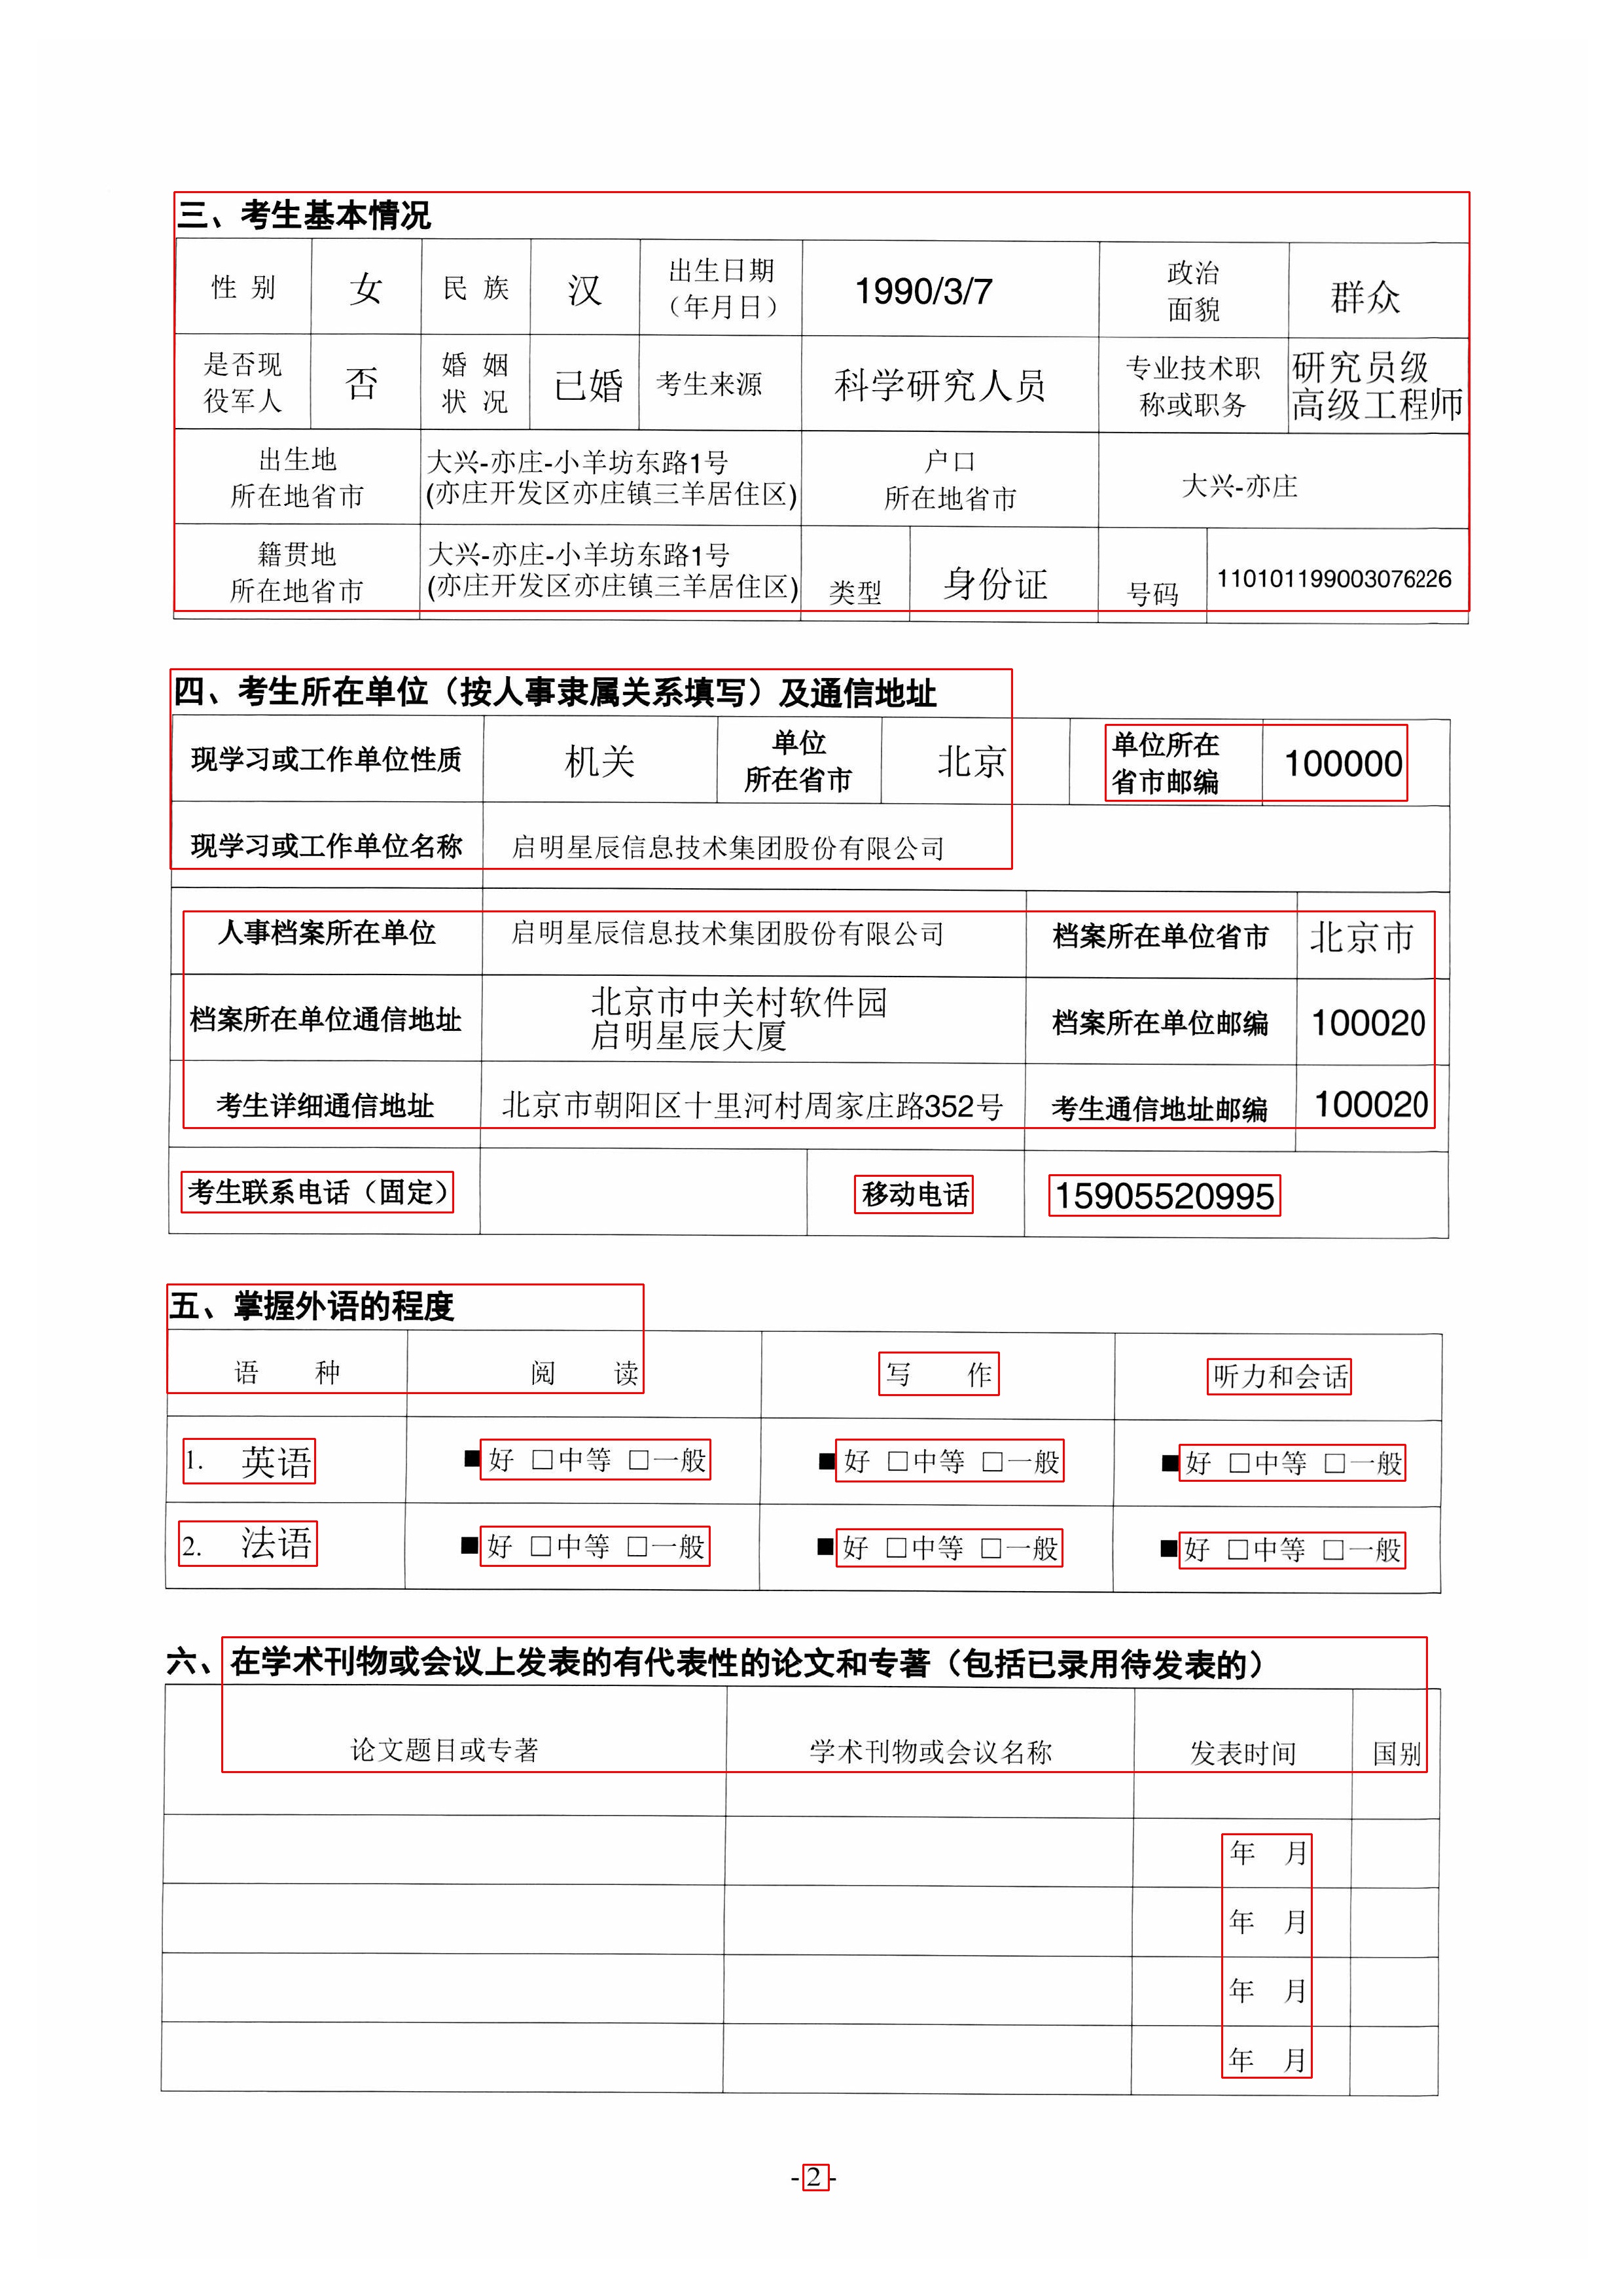 三、考生基本情况
性 别 女 民 族 汉 出生日期（年月日） 1990/3/7 政治面貌 群众
是否现役军人 否 婚 姻 状 况 已婚 考生来源 科学研究人员 专业技术职称或职务 研究员级高级工程师
出生地所在地省市 大兴-亦庄-小羊坊东路1号(亦庄开发区亦庄镇三羊居住区) 户口所在地省市 大兴-亦庄
籍贯地所在地省市 大兴-亦庄-小羊坊东路1号(亦庄开发区亦庄镇三羊居住区) 类型 身份证 号码 110101199003076226
四、考生所在单位（按人事隶属关系填写）及通信地址
现学习或工作单位性质 机关 单位所在省市 北京 单位所在省市邮编 100000
现学习或工作单位名称 启明星辰信息技术集团股份有限公司
人事档案所在单位 启明星辰信息技术集团股份有限公司 档案所在单位省市 北京市
档案所在单位通信地址 北京市中关村软件园启明星辰大厦 档案所在单位邮编 100020
考生详细通信地址 北京市朝阳区十里河村周家庄路352号 考生通信地址邮编 100020
考生联系电话（固定） 移动电话 15905520995
五、掌握外语的程度
语 种 阅 读 写 作 听力和会话
1. 英语 ■好 □中等 □一般 ■好 □中等 □一般 ■好 □中等 □一般
2. 法语 ■好 □中等 □一般 ■好 □中等 □一般 ■好 □中等 □一般
六、在学术刊物或会议上发表的有代表性的论文和专著（包括已录用待发表的）
论文题目或专著 学术刊物或会议名称 发表时间 国别
年 月
年 月
年 月
年 月
-2-